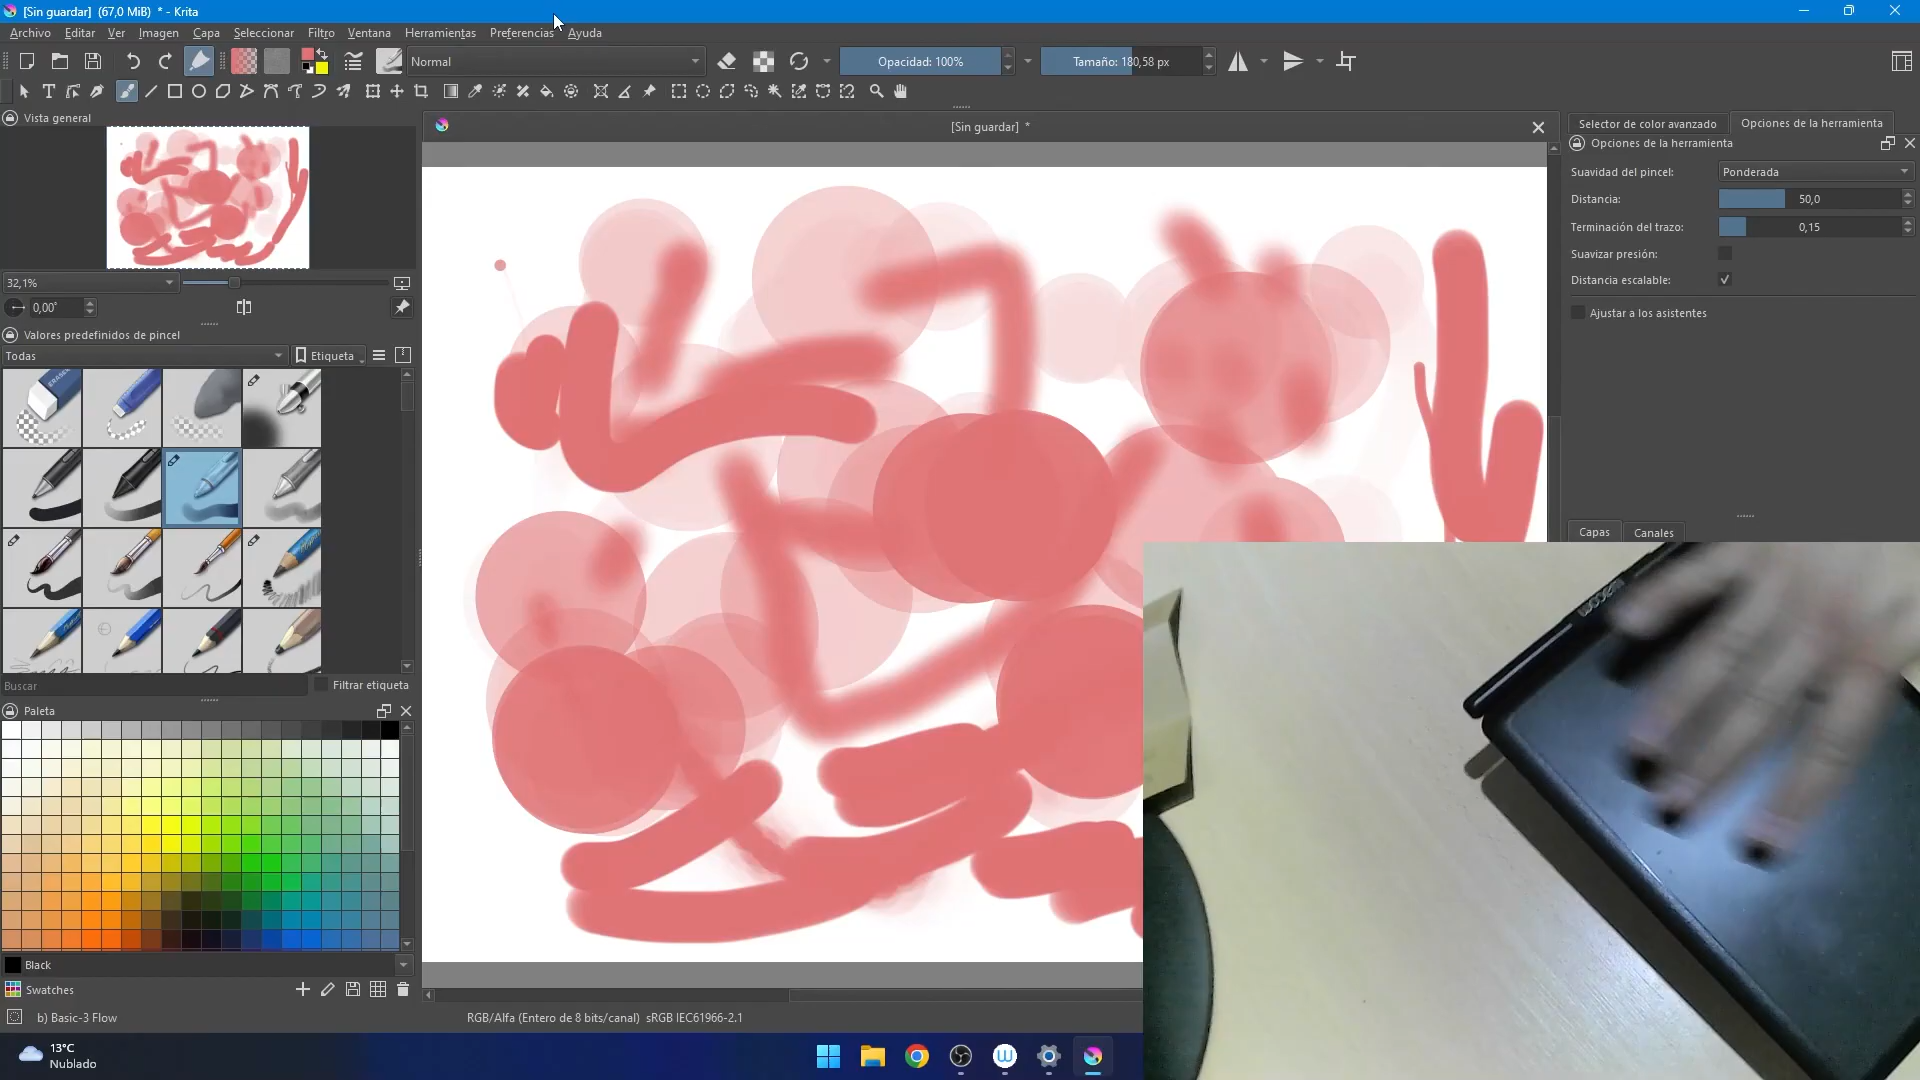 [Sin guardar] (67,0 MiB) * - Krita
Archivo Editar Ver Imagen Capa Seleccionar Filtro Ventana Herramientas Preferencias Ayuda
Normal Opacidad: 100% Tamaño: 180,58 px
Vista general
[Sin guardar] *
Selector de color avanzado Opciones de la herramienta
Opciones de la herramienta
Suavidad del pincel: Ponderada
Distancia: 50,0
Terminación del trazo: 0,15
Suavizar presión:
Distancia escalable:
Ajustar a los asistentes
32,1%
0,00°
Valores predefinidos de pincel
Todas Etiqueta
Capas Canales
Buscar Filtrar etiqueta
Paleta
Black
Swatches
b) Basic-3 Flow
RGB/Alfa (Entero de 8 bits/canal) sRGB IEC61966-2.1
13°C
Nublado
wacom